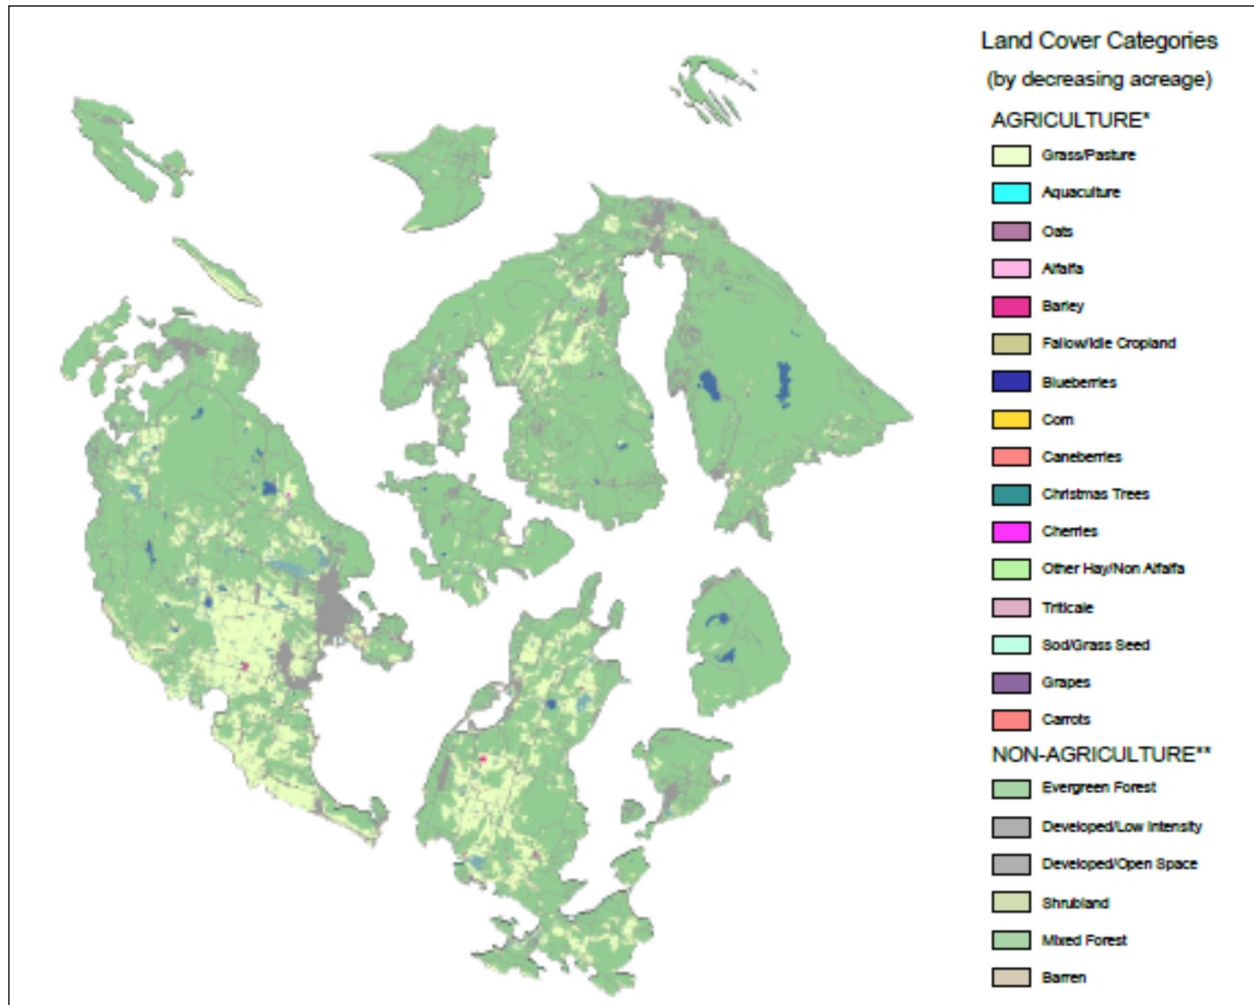 Land Cover Categories
(by decreasing acreage)
AGRICULTURE*
Grass/Pasture
Aquaculture
Oats
Alfalfa
Barley
Fallow/Idle Cropland
Blueberries
Corn
Caneberries
Christmas Trees
Cherries
Other Hay/Non Alfalfa
Triticale
Sod/Grass Seed
Grapes
Carrots
NON-AGRICULTURE**
Evergreen Forest
Developed/Low Intensity
Developed/Open Space
Shrubland
Mixed Forest
Barren